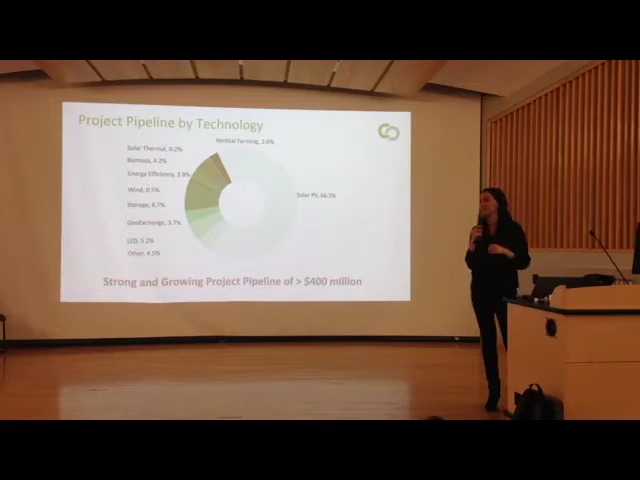 Project Pipeline by Technology
Vertical Farming, 2.6%
Solar Thermal, 0.2%
Biomass, 4.2%
Energy Efficiency, 3.8%
Wind, 0.5%
Storage, 8.7%
GeoExchange, 3.7%
LED, 5.2%
Other, 4.5%
Solar PV, 66.5%
Strong and Growing Project Pipeline of > $400 million